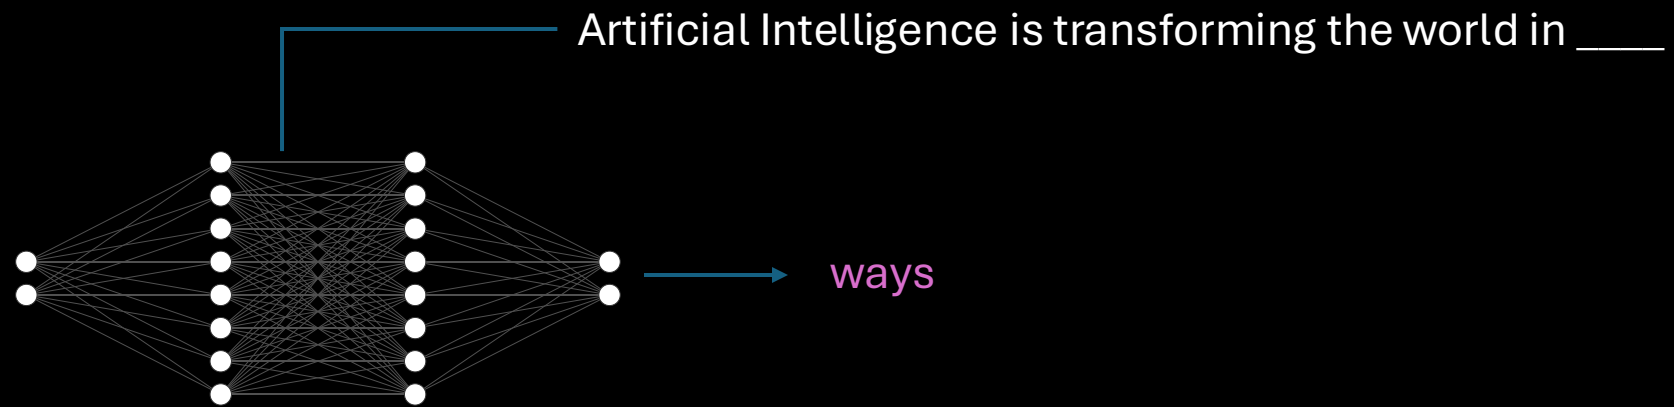 Artificial Intelligence is transforming the world in ____
ways